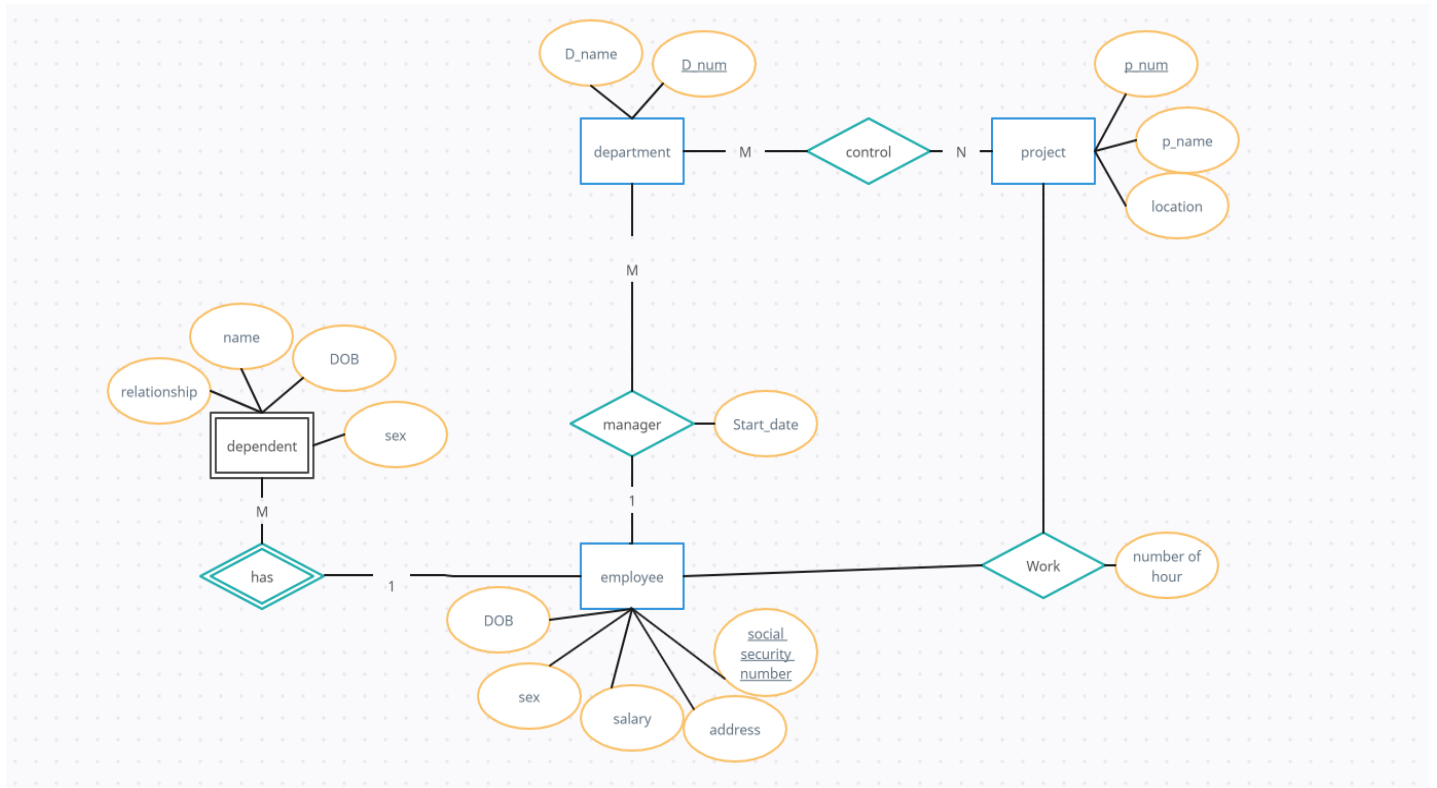 D_name
D_num
p_num
department
M
control
N
project
p_name
location
M
name
DOB
relationship
sex
dependent
manager
Start_date
1
M
has
1
employee
Work
number of
hour
DOB
social
security
number
sex
salary
address